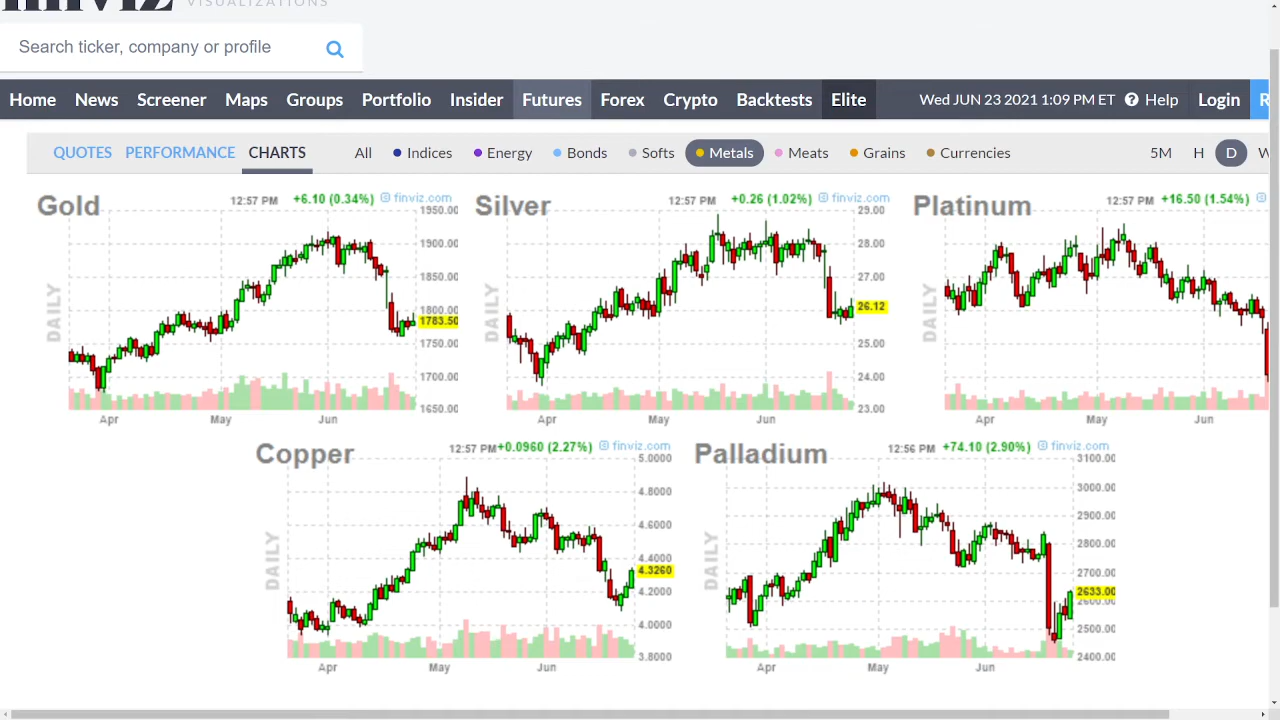 finviz VISUALIZATIONS
Search ticker, company or profile
Home News Screener Maps Groups Portfolio Insider Futures Forex Crypto Backtests Elite Wed JUN 23 2021 1:09 PM ET Help Login R
QUOTES PERFORMANCE CHARTS All Indices Energy Bonds Softs Metals Meats Grains Currencies 5M H D W
Gold 12:57 PM +6.10 (0.34%) finviz.com
DAILY
1950.00
1900.00
1850.00
1800.00
1783.50
1750.00
1700.00
1650.00
Apr May Jun
Silver 12:57 PM +0.26 (1.02%) finviz.com
DAILY
29.00
28.00
27.00
26.12
25.00
24.00
23.00
Apr May Jun
Platinum 12:57 PM +16.50 (1.54%)
DAILY
Apr May Jun
Copper 12:57 PM +0.0960 (2.27%) finviz.com
DAILY
5.0000
4.8000
4.6000
4.4000
4.3260
4.2000
4.0000
3.8000
Apr May Jun
Palladium 12:56 PM +74.10 (2.90%) finviz.com
DAILY
3100.00
3000.00
2900.00
2800.00
2700.00
2633.00
2600.00
2500.00
2400.00
Apr May Jun